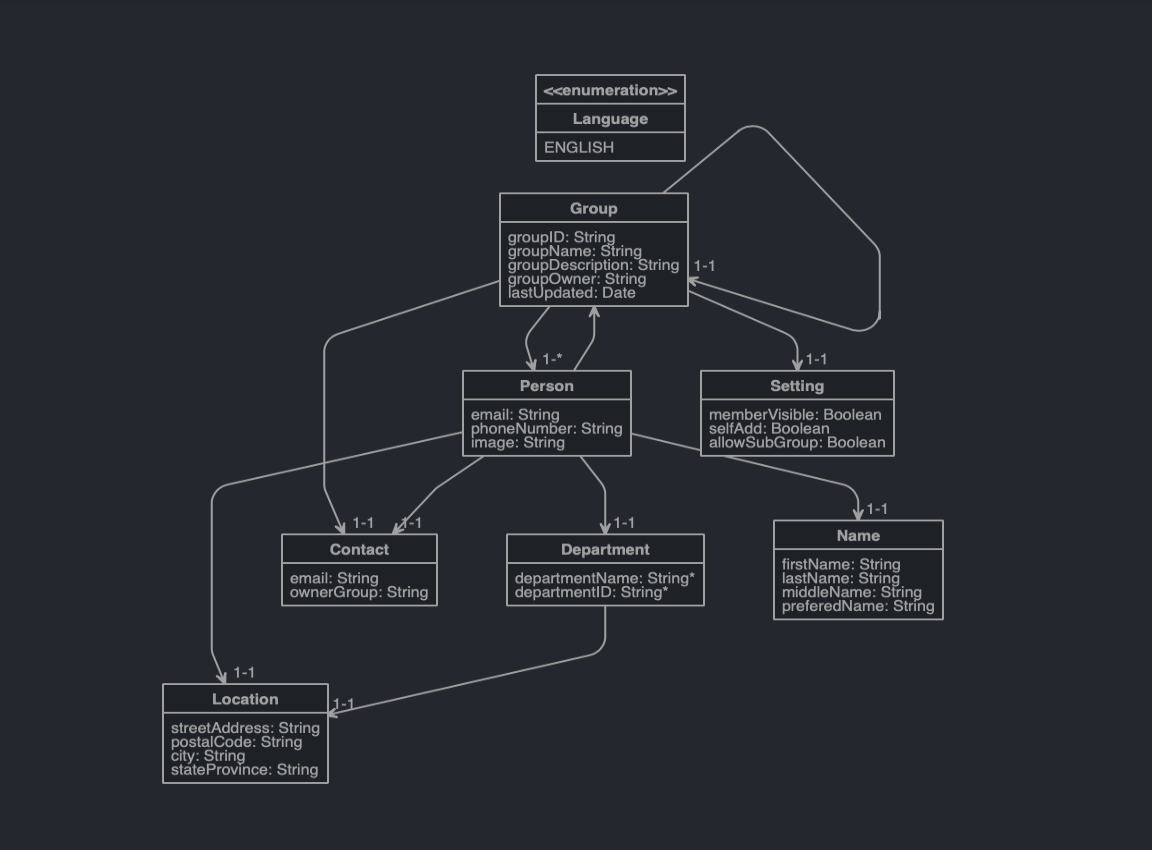 <<enumeration>>
Language
ENGLISH
Group
groupID: String
groupName: String
groupDescription: String
groupOwner: String
lastUpdated: Date
1-1
1-*
1-1
Person
email: String
phoneNumber: String
image: String
Setting
memberVisible: Boolean
selfAdd: Boolean
allowSubGroup: Boolean
1-1
1-1
1-1
1-1
Contact
email: String
ownerGroup: String
Department
departmentName: String*
departmentID: String*
Name
firstName: String
lastName: String
middleName: String
preferedName: String
1-1
1-1
Location
streetAddress: String
postalCode: String
city: String
stateProvince: String